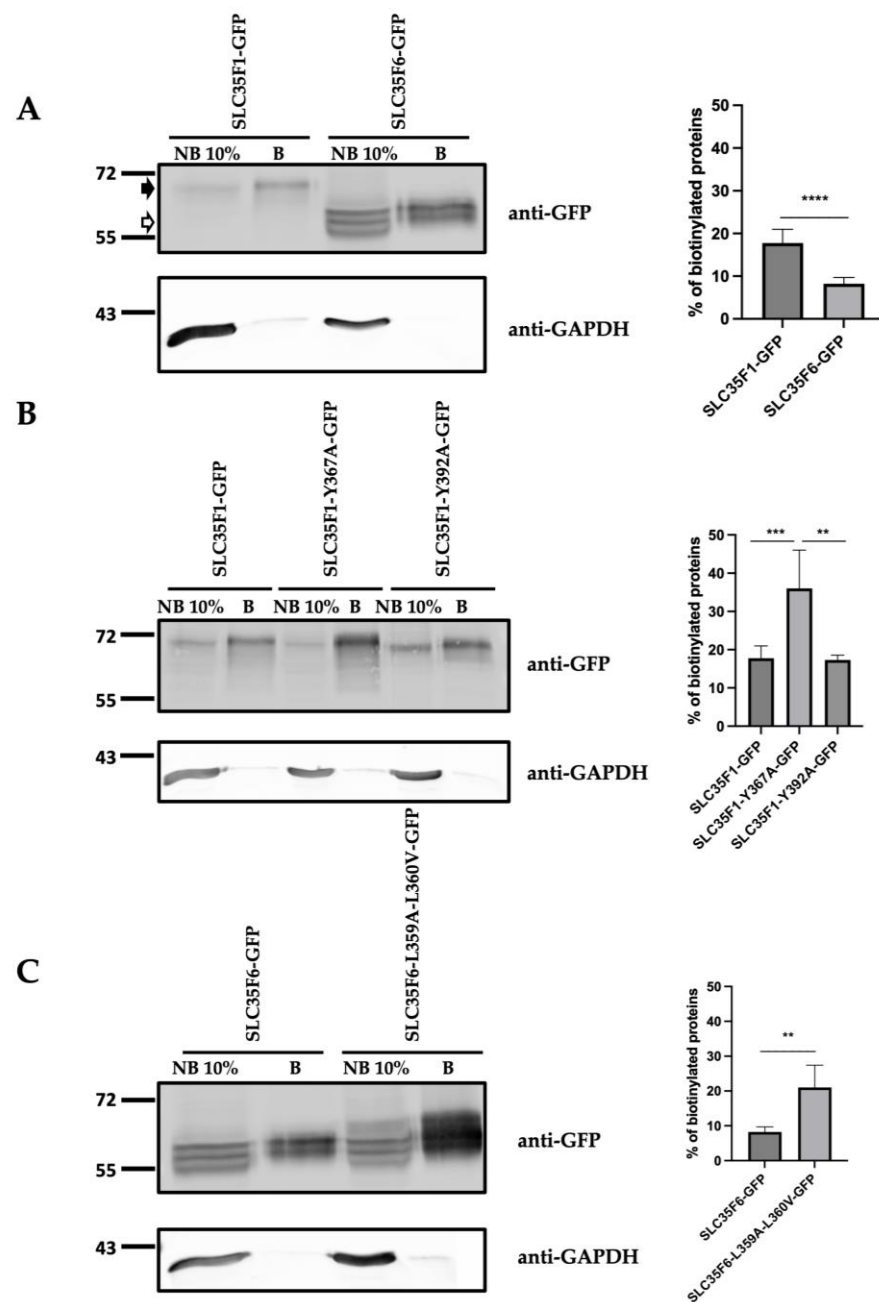 A
SLC35F1-GFP
SLC35F6-GFP
NB 10% B NB 10% B
72
55
anti-GFP
43
anti-GAPDH
% of biotinylated proteins
50
40
30
20
10
0
****
SLC35F1-GFP
SLC35F6-GFP
B
SLC35F1-GFP
SLC35F1-Y367A-GFP
SLC35F1-Y392A-GFP
NB 10% B NB 10% B NB 10% B
72
55
anti-GFP
43
anti-GAPDH
% of biotinylated proteins
50
40
30
20
10
0
*** **
SLC35F1-GFP
SLC35F1-Y367A-GFP
SLC35F1-Y392A-GFP
C
SLC35F6-GFP
SLC35F6-L359A-L360V-GFP
NB 10% B NB 10% B
72
55
anti-GFP
43
anti-GAPDH
% of biotinylated proteins
50
40
30
20
10
0
**
SLC35F6-GFP
SLC35F6-L359A-L360V-GFP